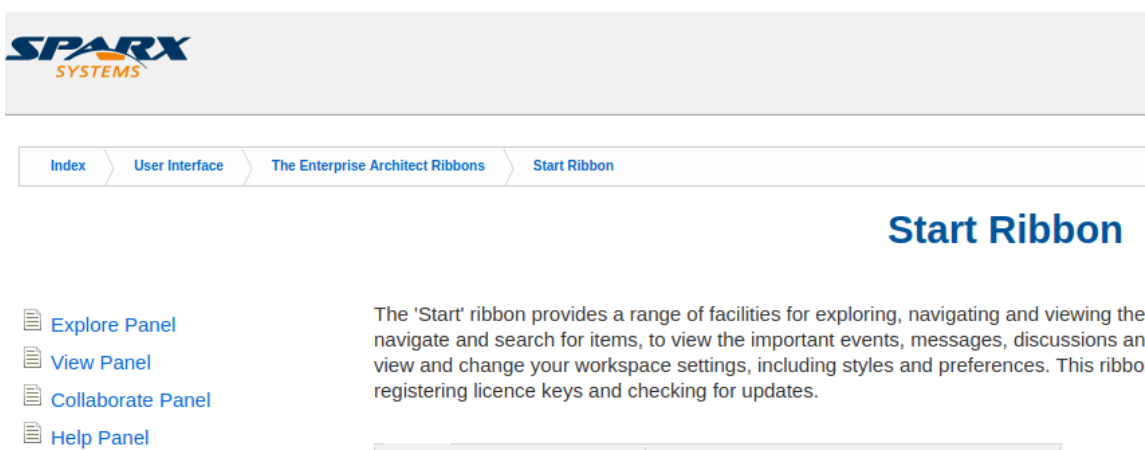 SPARX
SYSTEMS
Index User Interface The Enterprise Architect Ribbons Start Ribbon
Start Ribbon
Explore Panel
View Panel
Collaborate Panel
Help Panel
The 'Start' ribbon provides a range of facilities for exploring, navigating and viewing the
navigate and search for items, to view the important events, messages, discussions an
view and change your workspace settings, including styles and preferences. This ribbo
registering licence keys and checking for updates.